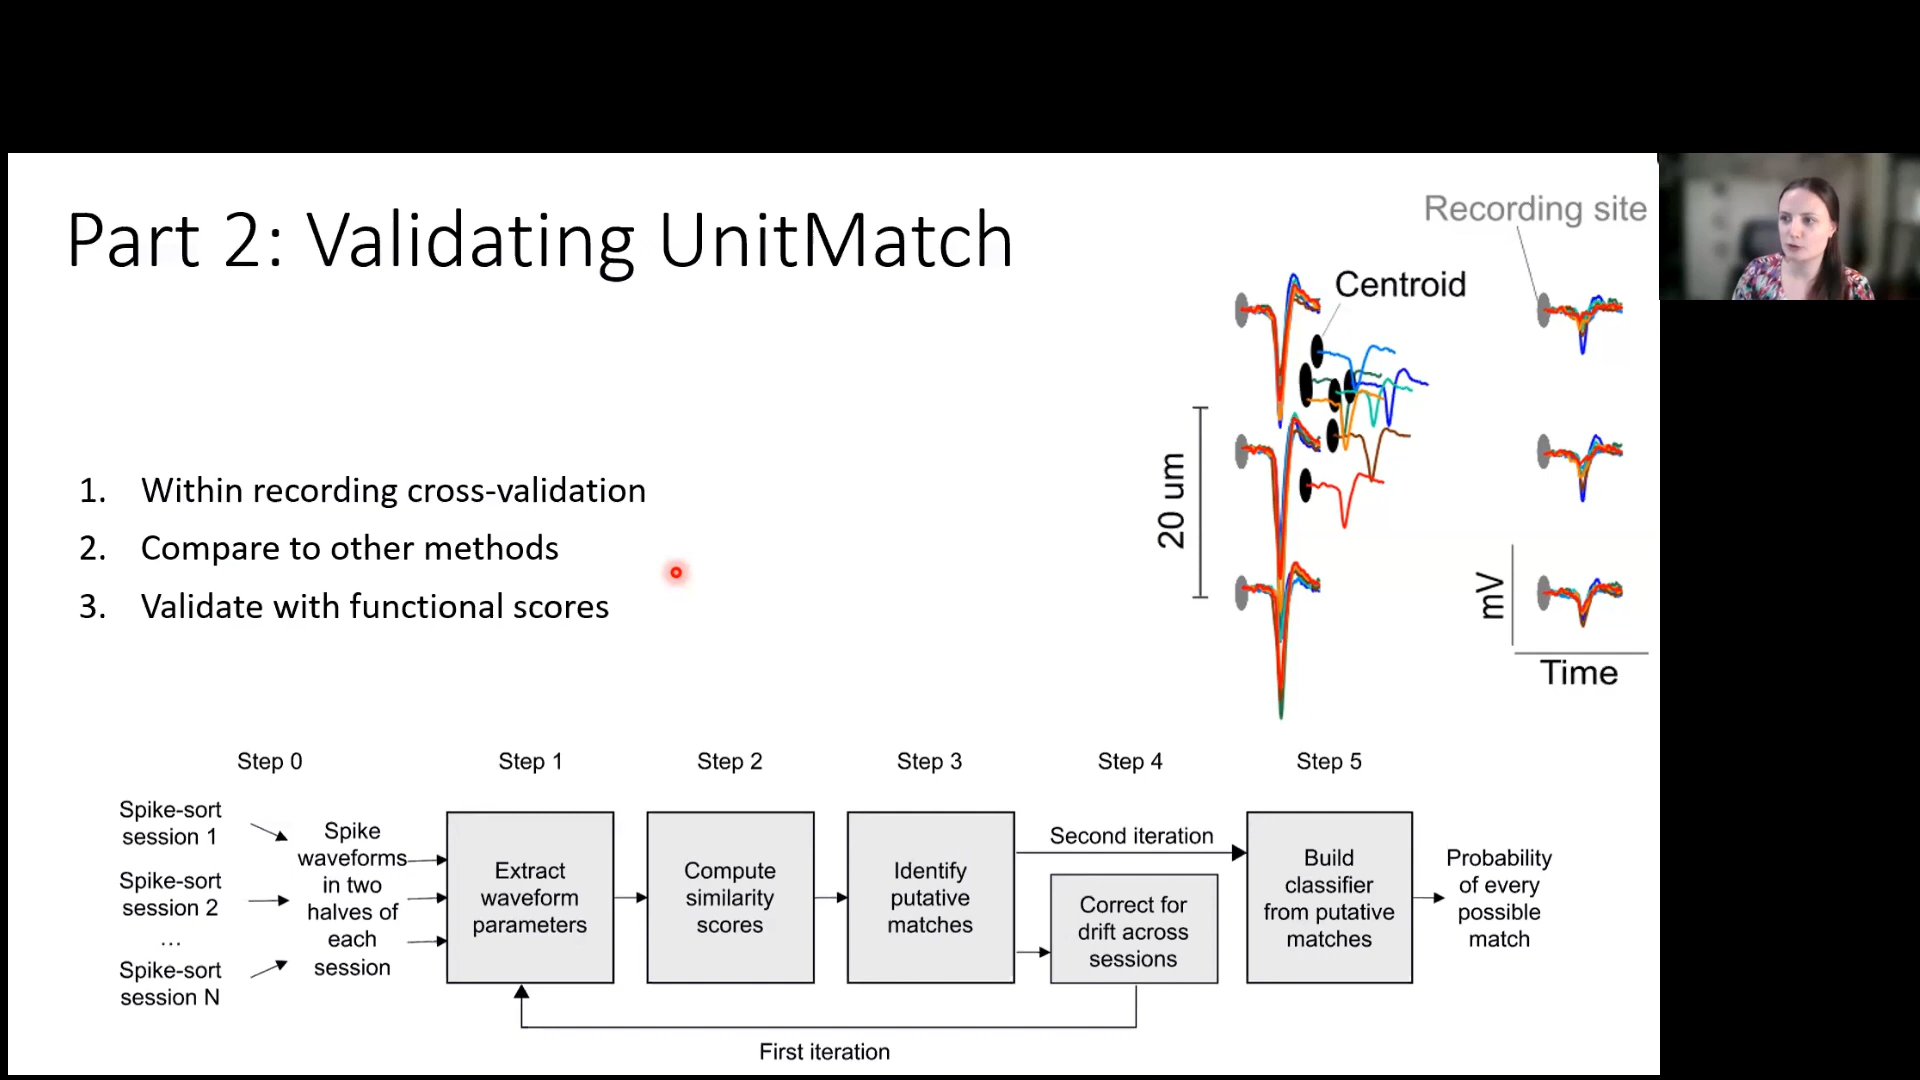 Part 2: Validating UnitMatch
Recording site
Centroid
20 um
mV
Time
1. Within recording cross-validation
2. Compare to other methods
3. Validate with functional scores
Step 0
Step 1
Step 2
Step 3
Step 4
Step 5
Spike-sort
session 1
Spike-sort
session 2
...
Spike-sort
session N
Spike
waveforms
in two
halves of
each
session
Extract
waveform
parameters
Compute
similarity
scores
Identify
putative
matches
Second iteration
Correct for
drift across
sessions
Build
classifier
from putative
matches
Probability
of every
possible
match
First iteration